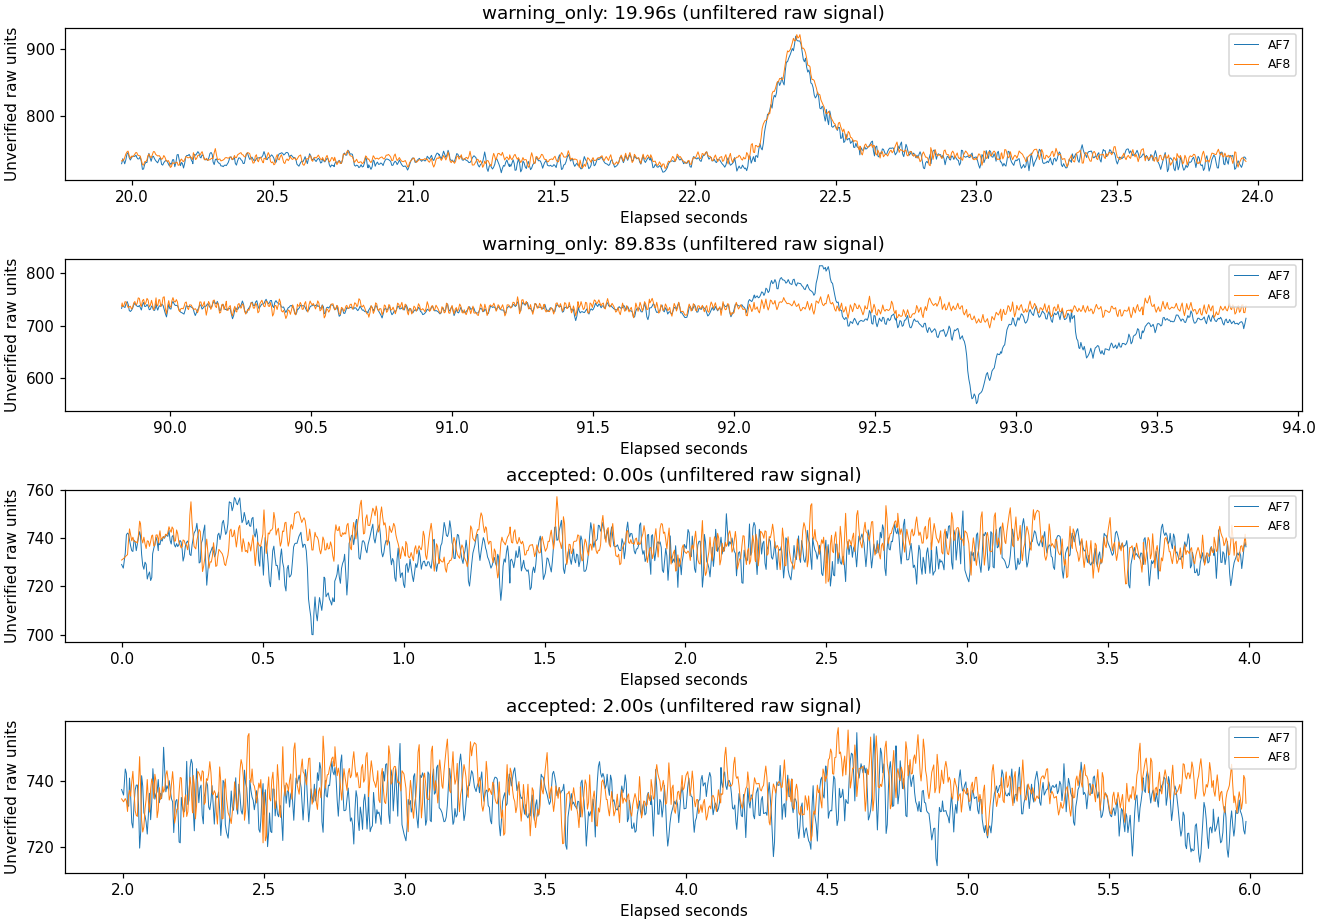 warning_only: 19.96s (unfiltered raw signal)
Unverified raw units
900
800
AF7
AF8
20.0 20.5 21.0 21.5 22.0 22.5 23.0 23.5 24.0
Elapsed seconds
warning_only: 89.83s (unfiltered raw signal)
Unverified raw units
800
700
600
AF7
AF8
90.0 90.5 91.0 91.5 92.0 92.5 93.0 93.5 94.0
Elapsed seconds
accepted: 0.00s (unfiltered raw signal)
Unverified raw units
760
740
720
700
AF7
AF8
0.0 0.5 1.0 1.5 2.0 2.5 3.0 3.5 4.0
Elapsed seconds
accepted: 2.00s (unfiltered raw signal)
Unverified raw units
740
720
AF7
AF8
2.0 2.5 3.0 3.5 4.0 4.5 5.0 5.5 6.0
Elapsed seconds